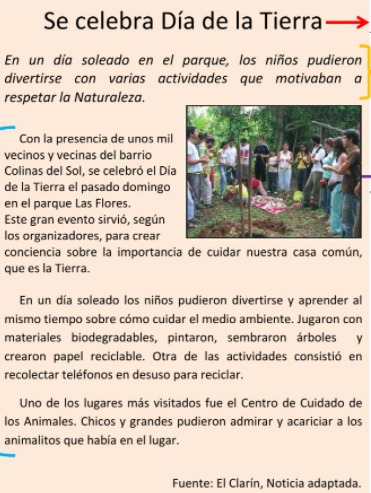 Se celebra Día de la Tierra
En un día soleado en el parque, los niños pudieron
divertirse con varias actividades que motivaban a
respetar la Naturaleza.
Con la presencia de unos mil
vecinos y vecinas del barrio
Colinas del Sol, se celebró el Día
de la Tierra el pasado domingo
en el parque Las Flores.
Este gran evento sirvió, según
los organizadores, para crear
conciencia sobre la importancia de cuidar nuestra casa común,
que es la Tierra.
En un día soleado los niños pudieron divertirse y aprender al
mismo tiempo sobre cómo cuidar el medio ambiente. Jugaron con
materiales biodegradables, pintaron, sembraron árboles y
crearon papel reciclable. Otra de las actividades consistió en
recolectar teléfonos en desuso para reciclar.
Uno de los lugares más visitados fue el Centro de Cuidado de
los Animales. Chicos y grandes pudieron admirar y acariciar a los
animalitos que había en el lugar.
Fuente: El Clarín, Noticia adaptada.